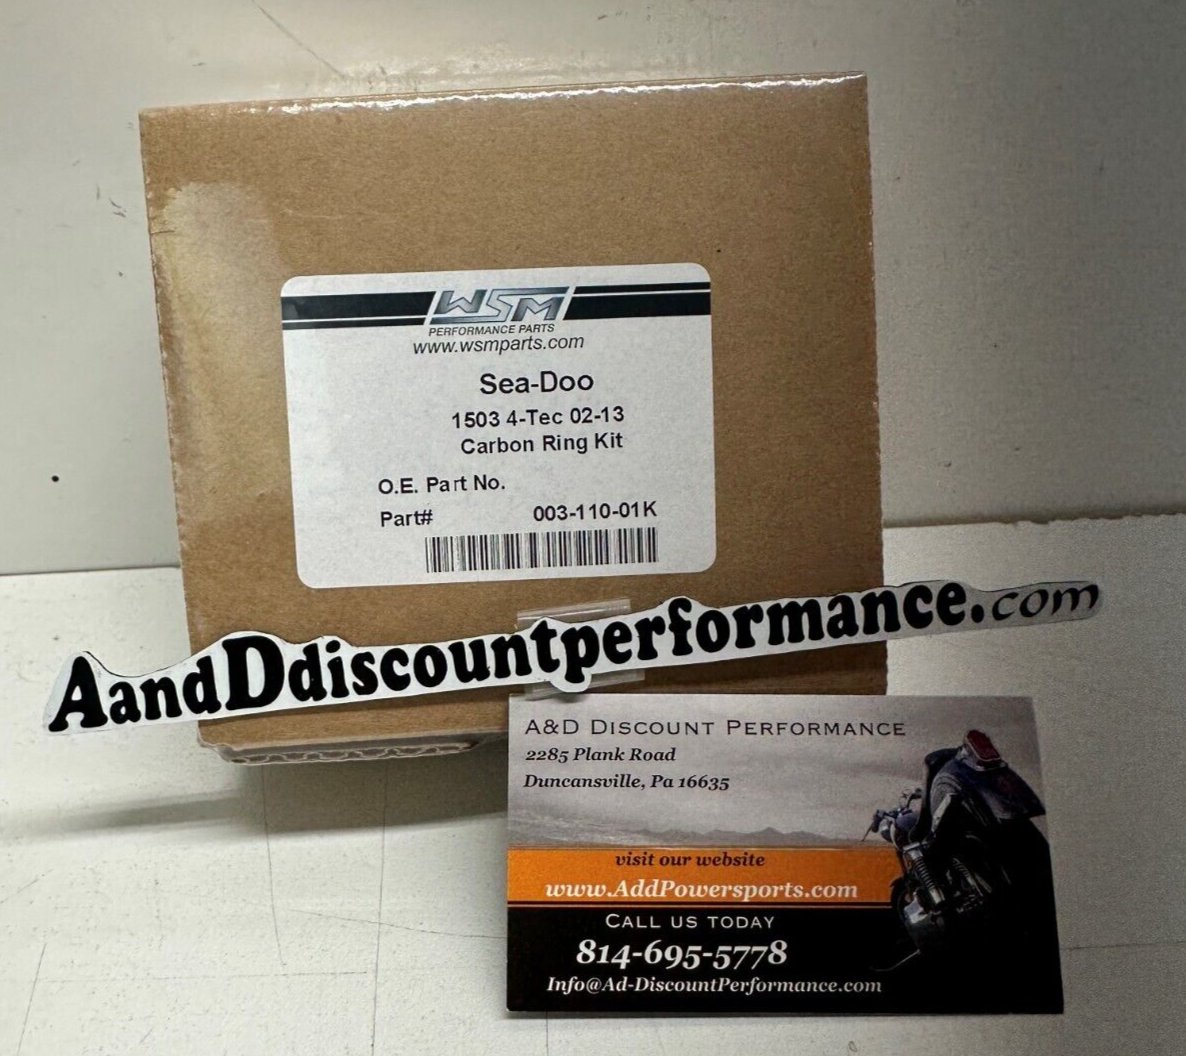 WSM
PERFORMANCE PARTS
www.wsmparts.com
Sea-Doo
1503 4-Tec 02-13
Carbon Ring Kit
O.E. Part No.
Part# 003-110-01K
AandDdiscountperformance.com
A&D Discount Performance
2285 Plank Road
Duncansville, Pa 16635
visit our website
www.AddPowersports.com
Call us today
814-695-5778
Info@Ad-DiscountPerformance.com